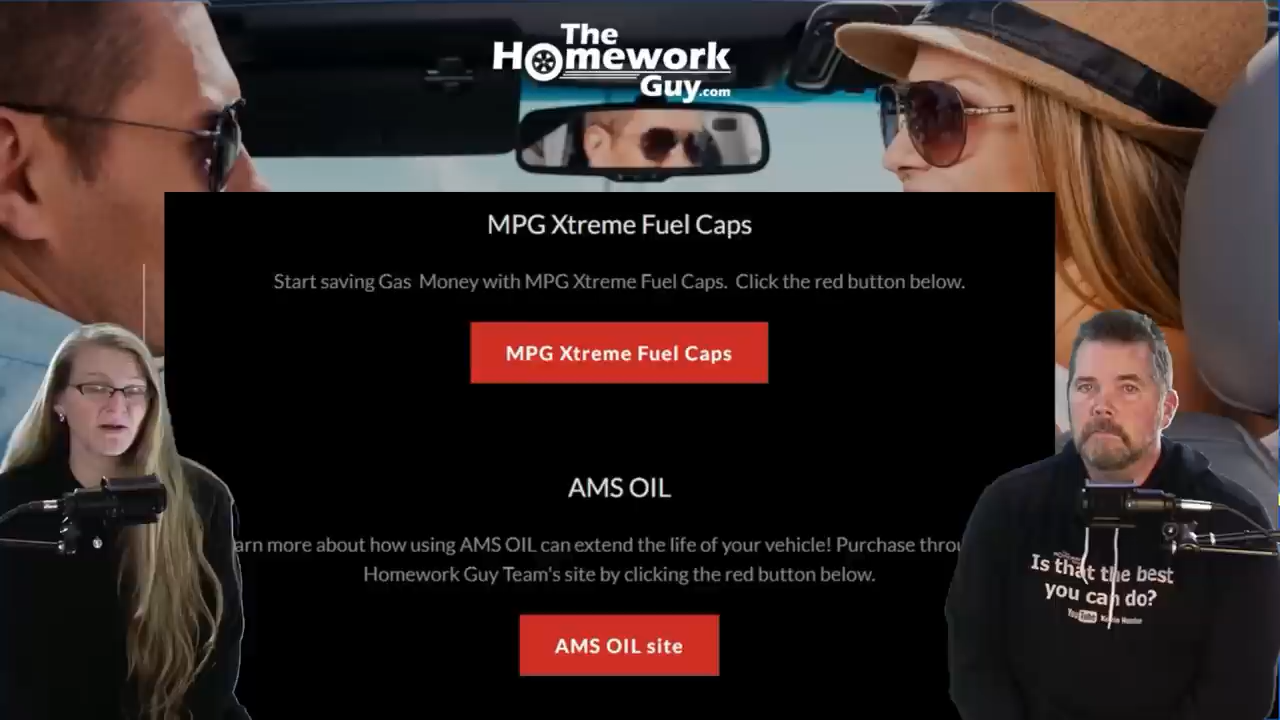 The
Homework
Guy.com
MPG Xtreme Fuel Caps
Start saving Gas Money with MPG Xtreme Fuel Caps. Click the red button below.
MPG Xtreme Fuel Caps
AMS OIL
arn more about how using AMS OIL can extend the life of your vehicle! Purchase throu
Homework Guy Team's site by clicking the red button below.
AMS OIL site
Is that the best
you can do?
YouTube